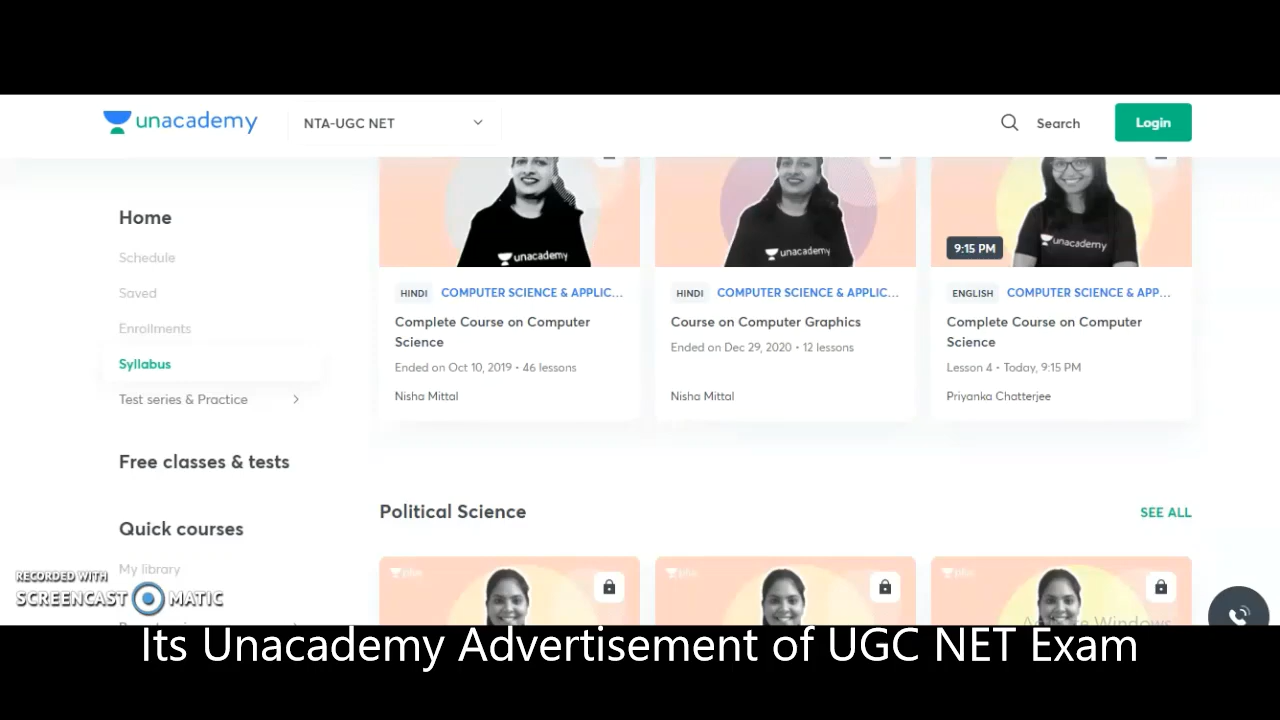 unacademy
NTA-UGC NET
Search
Login
Home
Schedule
Saved
Enrollments
Syllabus
Test series & Practice
Free classes & tests
Quick courses
My library
unacademy
HINDI COMPUTER SCIENCE & APPLIC...
Complete Course on Computer
Science
Ended on Oct 10, 2019 • 46 lessons
Nisha Mittal
unacademy
HINDI COMPUTER SCIENCE & APPLIC...
Course on Computer Graphics
Ended on Dec 29, 2020 • 12 lessons
Nisha Mittal
9:15 PM
unacademy
ENGLISH COMPUTER SCIENCE & APP...
Complete Course on Computer
Science
Lesson 4 • Today, 9:15 PM
Priyanka Chatterjee
Political Science
SEE ALL
plus
plus
plus
RECORDED WITH
SCREENCAST MATIC
Windows
Its Unacademy Advertisement of UGC NET Exam